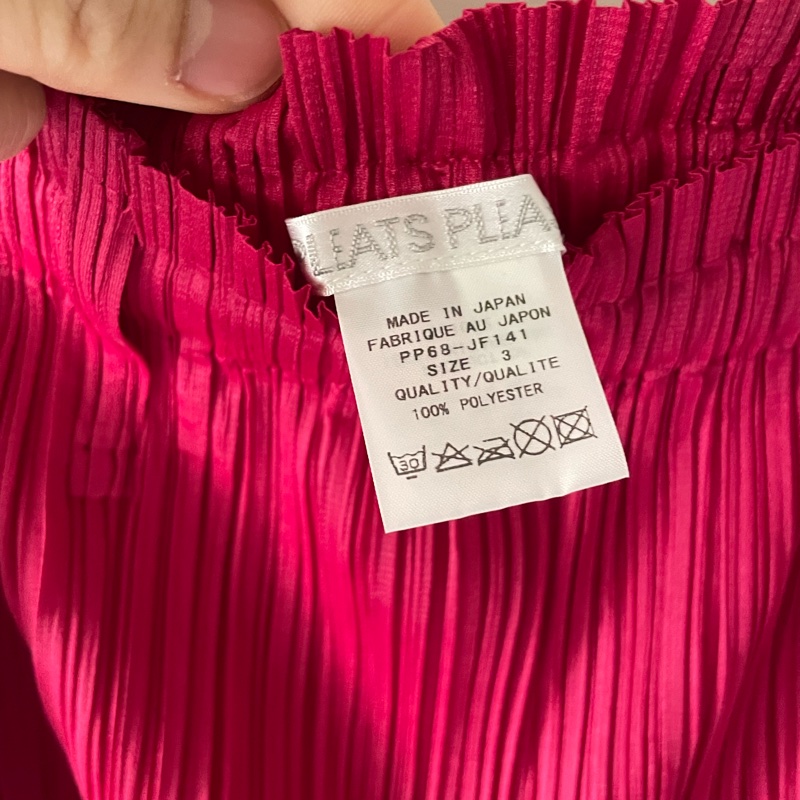 PLEATS PLEA
MADE IN JAPAN
FABRIQUE AU JAPON
PP68-JF141
SIZE 3
QUALITY/QUALITE
100% POLYESTER
30